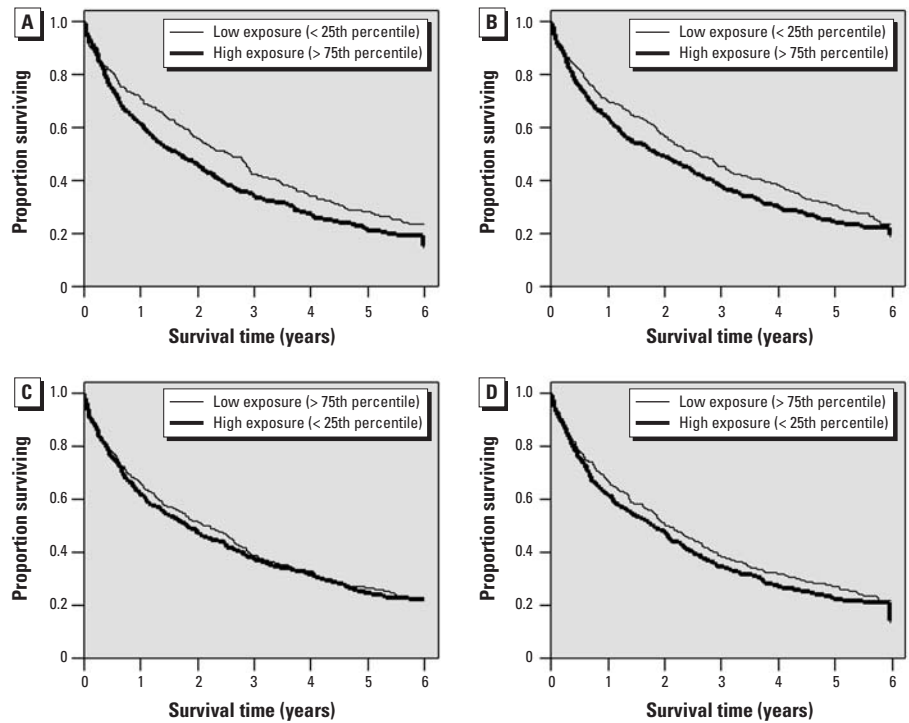 A
Low exposure (< 25th percentile)
High exposure (> 75th percentile)
Proportion surviving
1.0
0.8
0.6
0.4
0.2
0
0 1 2 3 4 5 6
Survival time (years)
B
Low exposure (< 25th percentile)
High exposure (> 75th percentile)
Proportion surviving
1.0
0.8
0.6
0.4
0.2
0
0 1 2 3 4 5 6
Survival time (years)
C
Low exposure (> 75th percentile)
High exposure (< 25th percentile)
Proportion surviving
1.0
0.8
0.6
0.4
0.2
0
0 1 2 3 4 5 6
Survival time (years)
D
Low exposure (> 75th percentile)
High exposure (< 25th percentile)
Proportion surviving
1.0
0.8
0.6
0.4
0.2
0
0 1 2 3 4 5 6
Survival time (years)